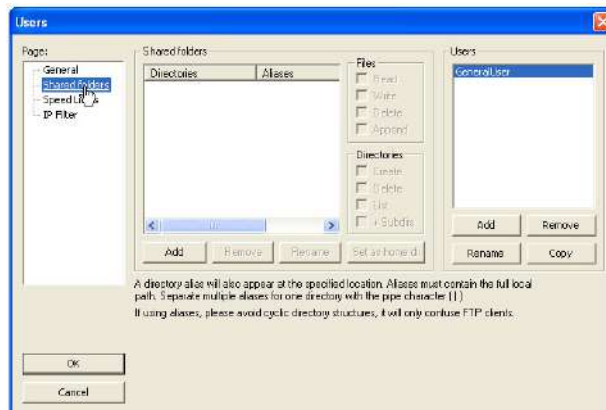 Users
Page:
General
Shared folders
Speed Limits
IP Filter
Shared folders
Directories Aliases
Files
Read
Write
Delete
Append
Directories
Create
Delete
List
+ Subdirs
Add Remove Rename Set as home dir
Users
GeneralUser
Add Remove
Rename Copy
A directory alias will also appear at the specified location. Aliases must contain the full local
path. Separate multiple aliases for one directory with the pipe character ( | )
If using aliases, please avoid cyclic directory structures, it will only confuse FTP clients.
OK
Cancel